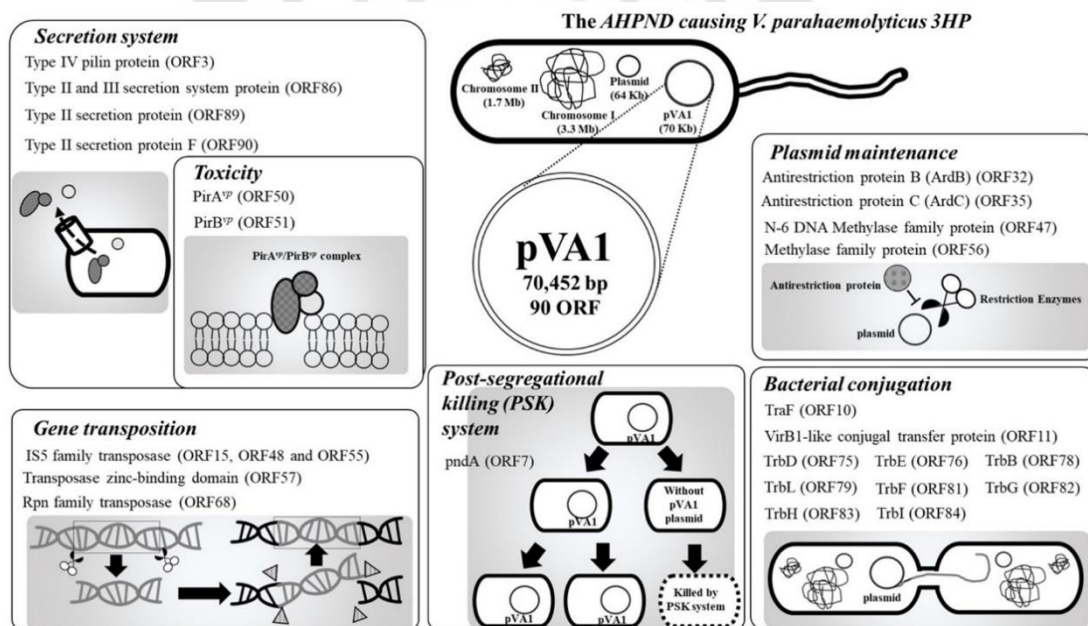 The AHPND causing V. parahaemolyticus 3HP
Chromosome II
(1.7 Mb)
Chromosome I
(3.3 Mb)
Plasmid
(64 Kb)
pVA1
(70 Kb)
Secretion system
Type IV pilin protein (ORF3)
Type II and III secretion system protein (ORF86)
Type II secretion protein (ORF89)
Type II secretion protein F (ORF90)
Toxicity
PirAᵛᵖ (ORF50)
PirBᵛᵖ (ORF51)
PirAᵛᵖ/PirBᵛᵖ complex
pVA1
70,452 bp
90 ORF
Plasmid maintenance
Antirestriction protein B (ArdB) (ORF32)
Antirestriction protein C (ArdC) (ORF35)
N-6 DNA Methylase family protein (ORF47)
Methylase family protein (ORF56)
Antirestriction protein
Restriction Enzymes
plasmid
Gene transposition
IS5 family transposase (ORF15, ORF48 and ORF55)
Transposase zinc-binding domain (ORF57)
Rpn family transposase (ORF68)
Post-segregational
killing (PSK)
system
pndA (ORF7)
pVA1
pVA1
Without
pVA1
plasmid
pVA1
pVA1
Killed by
PSK system
Bacterial conjugation
TraF (ORF10)
VirB1-like conjugal transfer protein (ORF11)
TrbD (ORF75) TrbE (ORF76) TrbB (ORF78)
TrbL (ORF79) TrbF (ORF81) TrbG (ORF82)
TrbH (ORF83) TrbI (ORF84)
plasmid